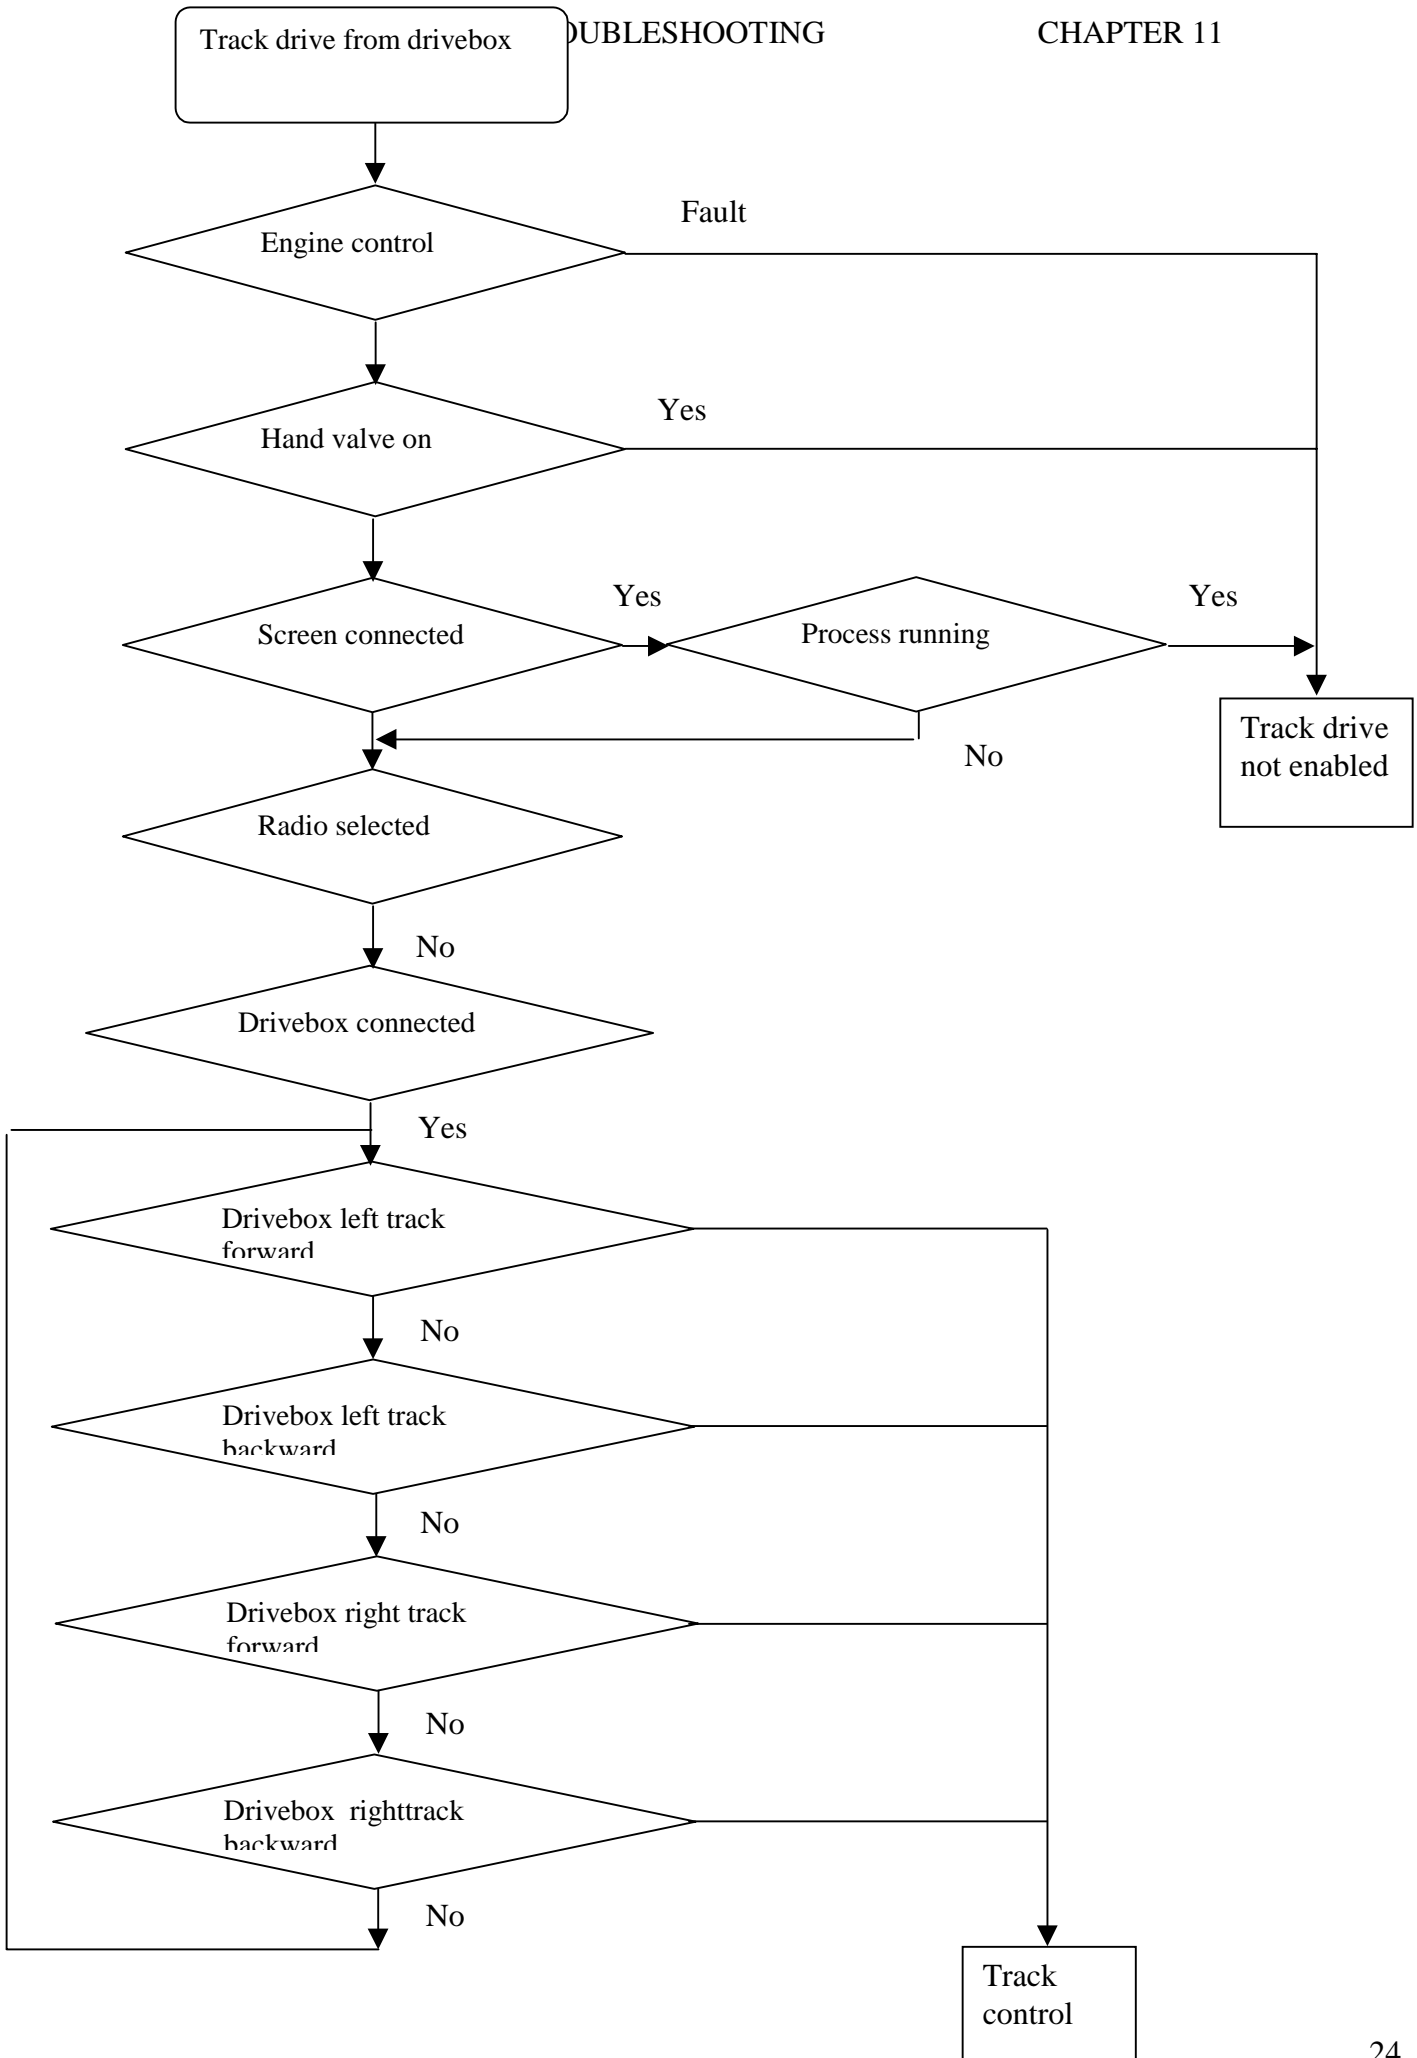 Track drive from drivebox
OUBLESHOOTING CHAPTER 11
Fault
Engine control
Yes
Hand valve on
Yes
Yes
Screen connected
Process running
Track drive
not enabled
No
Radio selected
No
Drivebox connected
Yes
Drivebox left track
forward
No
Drivebox left track
backward
No
Drivebox right track
forward
No
Drivebox righttrack
backward
No
Track
control
24